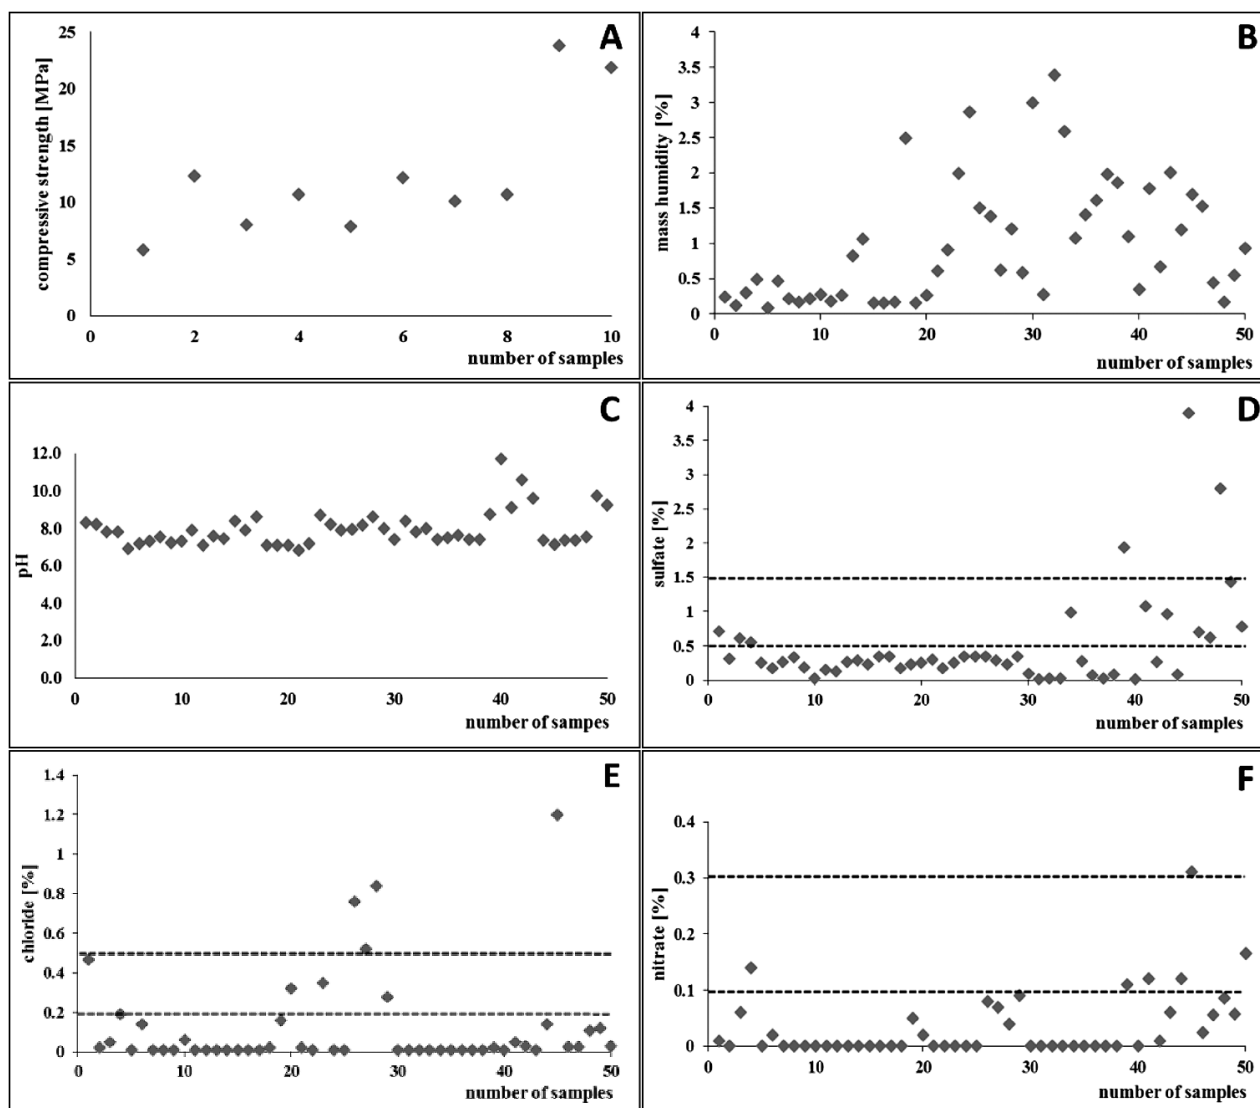 A
compressive strength [MPa]
25
20
15
10
5
0
0 2 4 6 8 10
number of samples
B
mass humidity [%]
4
3.5
3
2.5
2
1.5
1
0.5
0
0 10 20 30 40 50
number of samples
C
pH
12.0
10.0
8.0
6.0
4.0
2.0
0.0
0 10 20 30 40 50
number of sampes
D
sulfate [%]
4
3.5
3
2.5
2
1.5
1
0.5
0
0 10 20 30 40 50
number of samples
E
chloride [%]
1.4
1.2
1
0.8
0.6
0.4
0.2
0
0 10 20 30 40 50
number of samples
F
nitrate [%]
0.4
0.3
0.2
0.1
0
0 10 20 30 40 50
number of samples